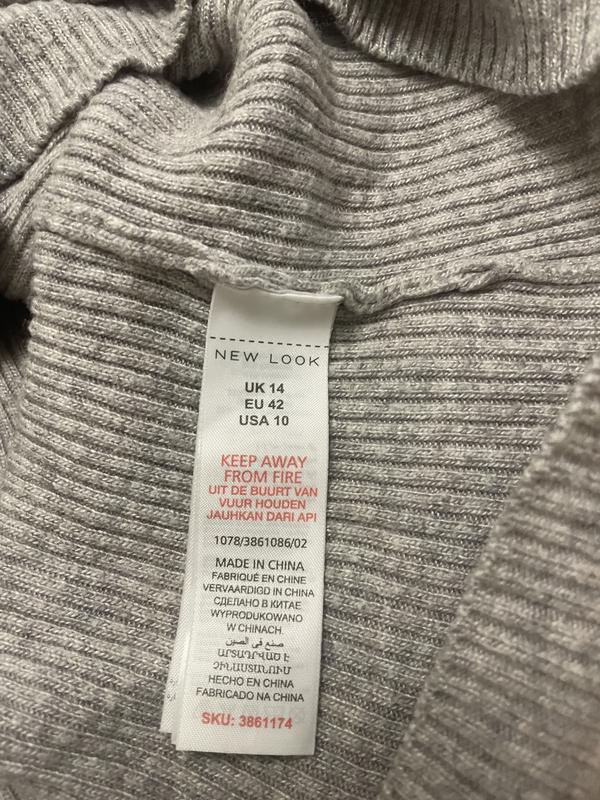 NEW LOOK
UK 14
EU 42
USA 10
KEEP AWAY
FROM FIRE
UIT DE BUURT VAN
VUUR HOUDEN
JAUHKAN DARI API
1078/3861086/02
MADE IN CHINA
FABRIQUÉ EN CHINE
VERVAARDIGD IN CHINA
СДЕЛАНО В КИТАЕ
WYPRODUKOWANO
W CHINACH.
صنع في الصين
ԱՐՏԱԴՐՎԱԾ Է
ՉԻՆԱՍՏԱՆՈՒՄ
HECHO EN CHINA
FABRICADO NA CHINA
SKU: 3861174